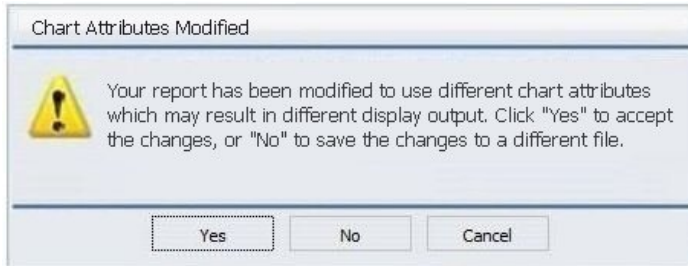 Chart Attributes Modified
Your report has been modified to use different chart attributes
which may result in different display output. Click "Yes" to accept
the changes, or "No" to save the changes to a different file.
Yes No Cancel